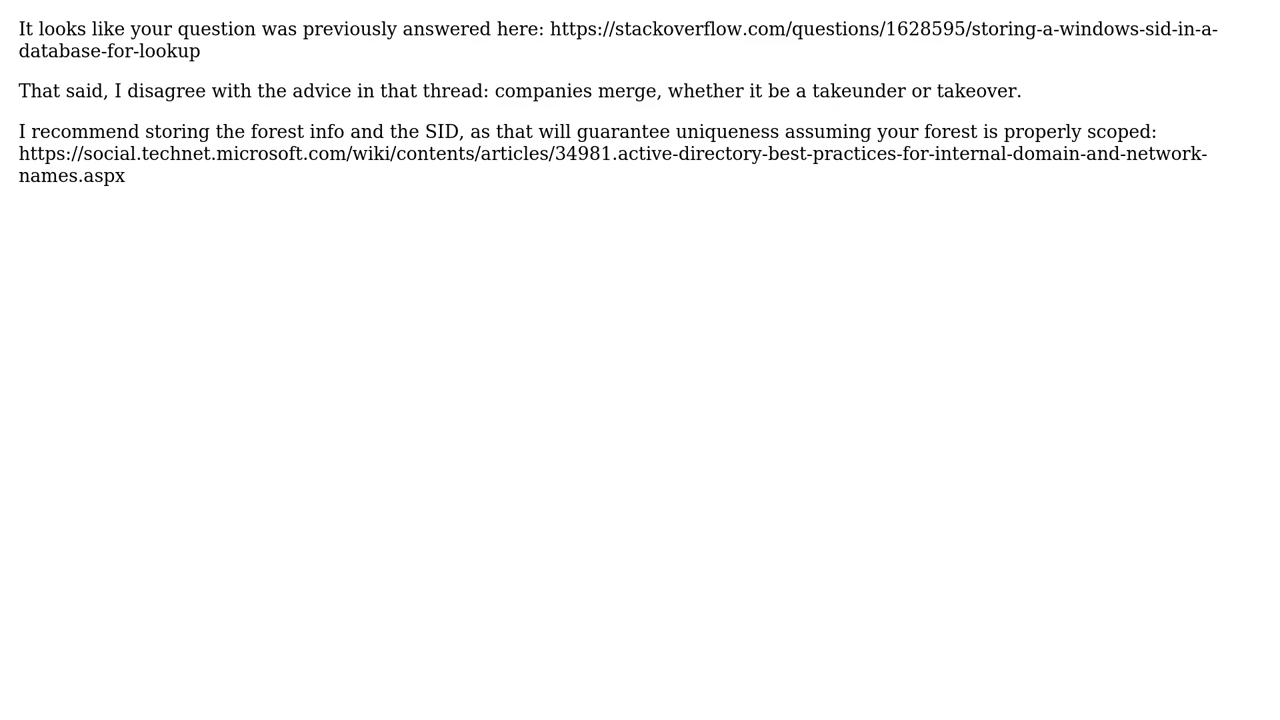 It looks like your question was previously answered here: https://stackoverflow.com/questions/1628595/storing-a-windows-sid-in-a-
database-for-lookup
That said, I disagree with the advice in that thread: companies merge, whether it be a takeunder or takeover.
I recommend storing the forest info and the SID, as that will guarantee uniqueness assuming your forest is properly scoped:
https://social.technet.microsoft.com/wiki/contents/articles/34981.active-directory-best-practices-for-internal-domain-and-network-
names.aspx